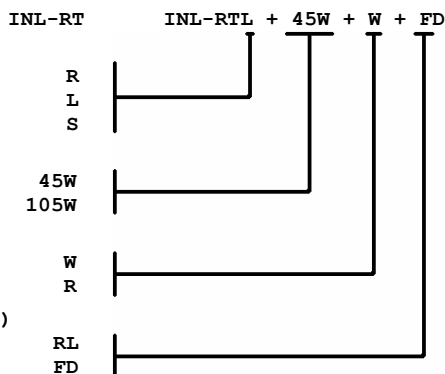 INL-RT INL-RTL + 45W + W + FD
R
L
S
45W
105W
W
R
)
RL
FD